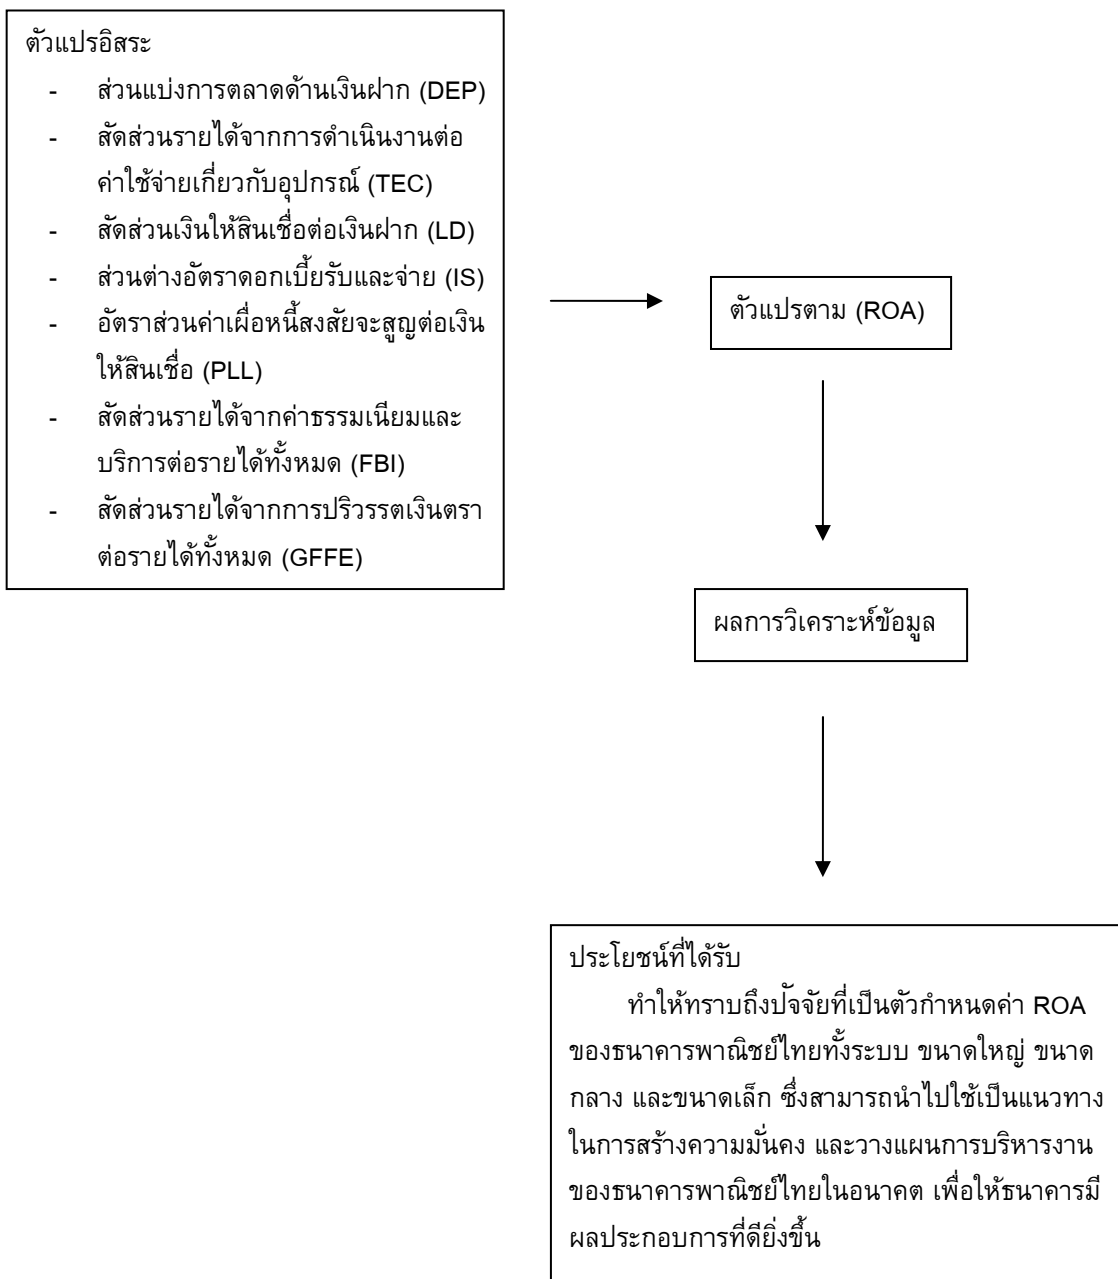 ตัวแปรอิสระ
- ส่วนแบ่งการตลาดด้านเงินฝาก (DEP)
- สัดส่วนรายได้จากการดำเนินงานต่อ
ค่าใช้จ่ายเกี่ยวกับอุปกรณ์ (TEC)
- สัดส่วนเงินให้สินเชื่อต่อเงินฝาก (LD)
- ส่วนต่างอัตราดอกเบี้ยรับและจ่าย (IS)
- อัตราส่วนค่าเผื่อหนี้สงสัยจะสูญต่อเงิน
ให้สินเชื่อ (PLL)
- สัดส่วนรายได้จากค่าธรรมเนียมและ
บริการต่อรายได้ทั้งหมด (FBI)
- สัดส่วนรายได้จากการปริวรรตเงินตรา
ต่อรายได้ทั้งหมด (GFFE)
ตัวแปรตาม (ROA)
ผลการวิเคราะห์ข้อมูล
ประโยชน์ที่ได้รับ
ทำให้ทราบถึงปัจจัยที่เป็นตัวกำหนดค่า ROA
ของธนาคารพาณิชย์ไทยทั้งระบบ ขนาดใหญ่ ขนาด
กลาง และขนาดเล็ก ซึ่งสามารถนำไปใช้เป็นแนวทาง
ในการสร้างความมั่นคง และวางแผนการบริหารงาน
ของธนาคารพาณิชย์ไทยในอนาคต เพื่อให้ธนาคารมี
ผลประกอบการที่ดียิ่งขึ้น